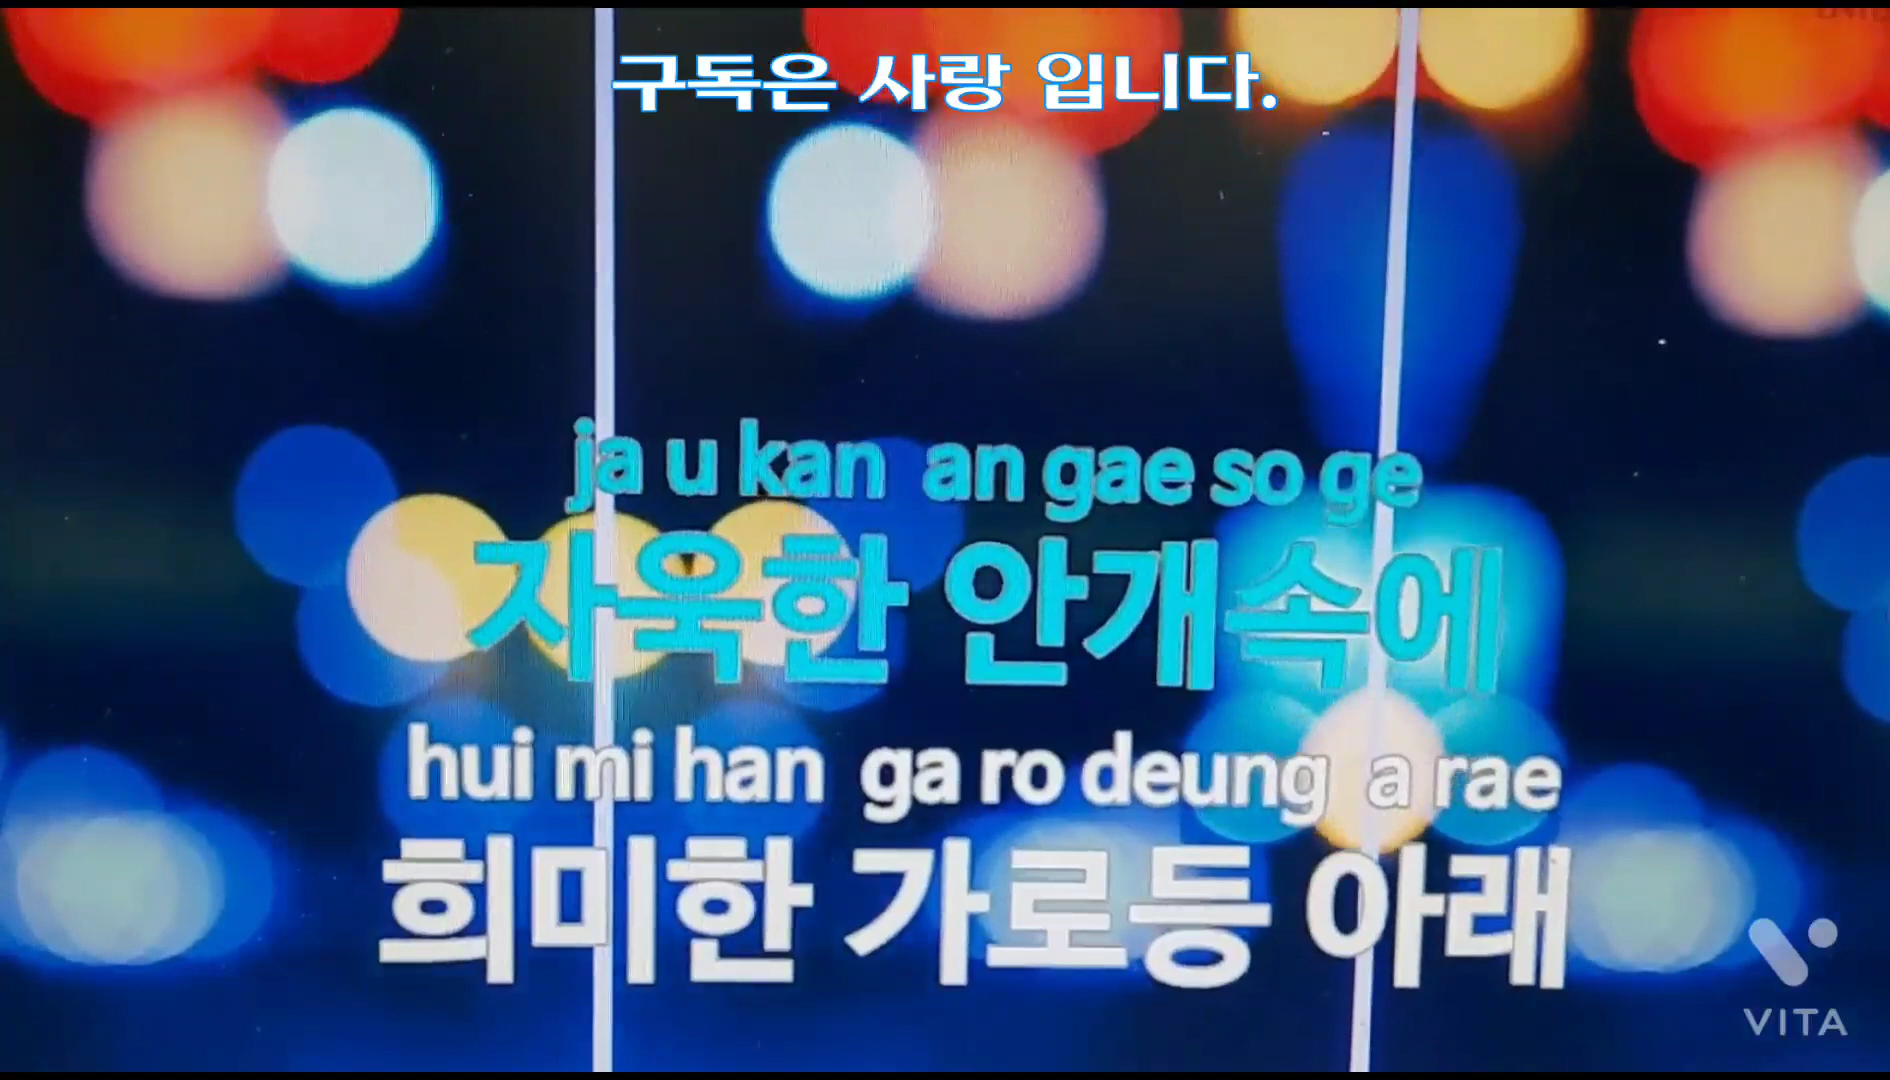 구독은 사랑 입니다.
ja u kan an gae so ge
자욱한 안개속에
hui mi han ga ro deung a rae
희미한 가로등 아래
VITA